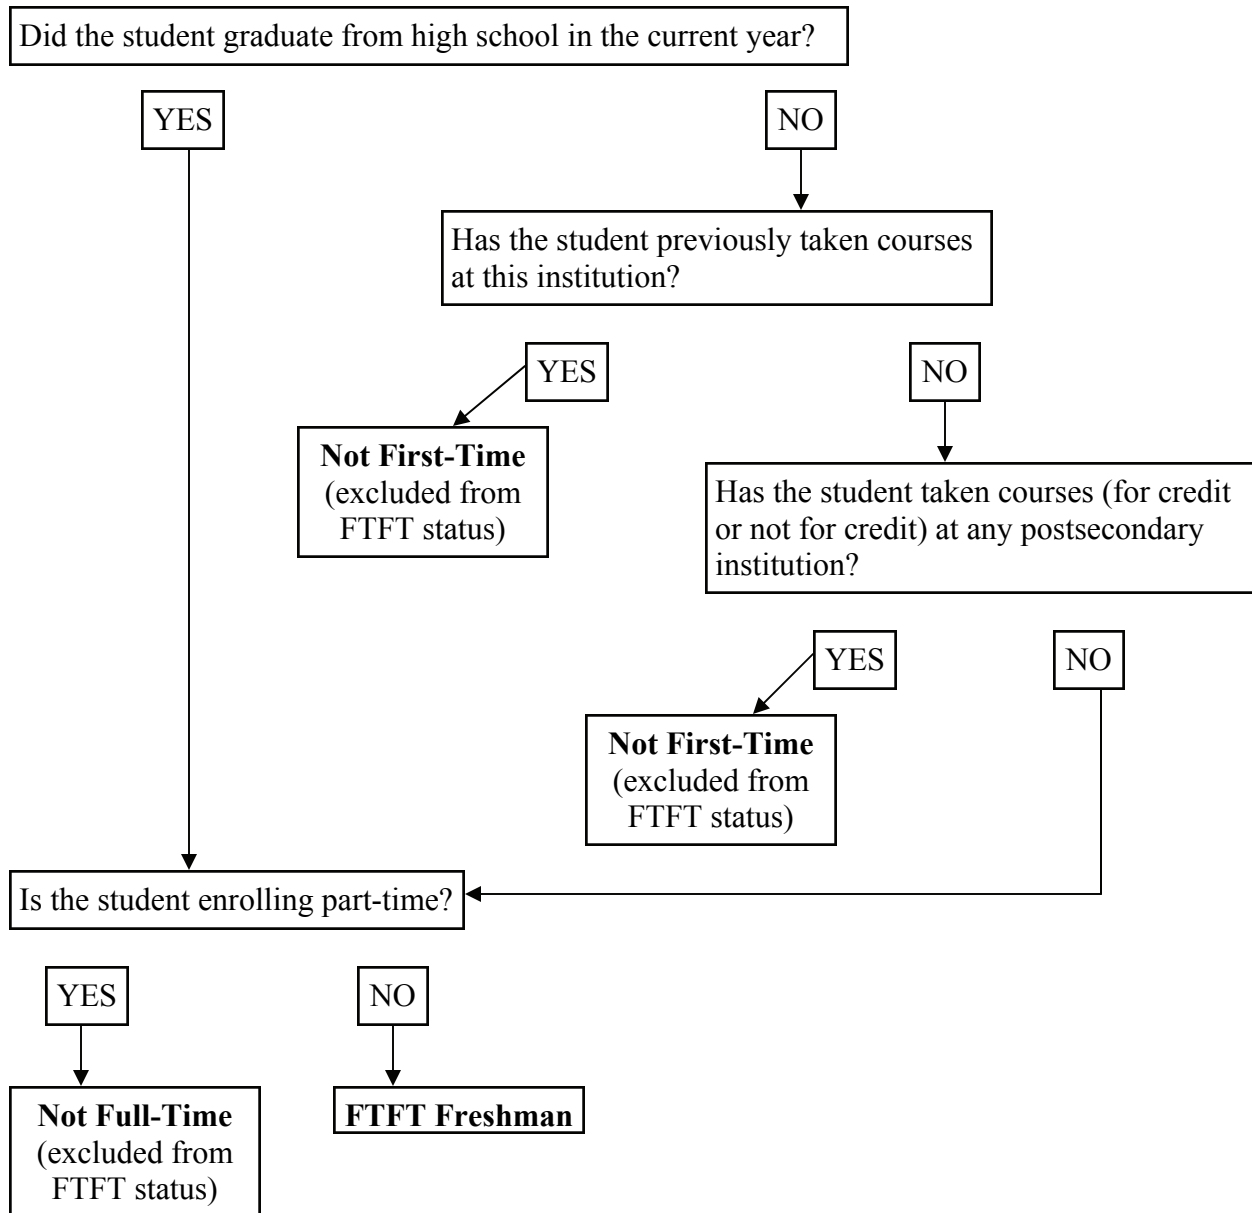 Did the student graduate from high school in the current year?
YES
NO
Has the student previously taken courses
at this institution?
YES
NO
Not First-Time
(excluded from
FTFT status)
Has the student taken courses (for credit
or not for credit) at any postsecondary
institution?
YES
NO
Not First-Time
(excluded from
FTFT status)
Is the student enrolling part-time?
YES
NO
Not Full-Time
(excluded from
FTFT status)
FTFT Freshman